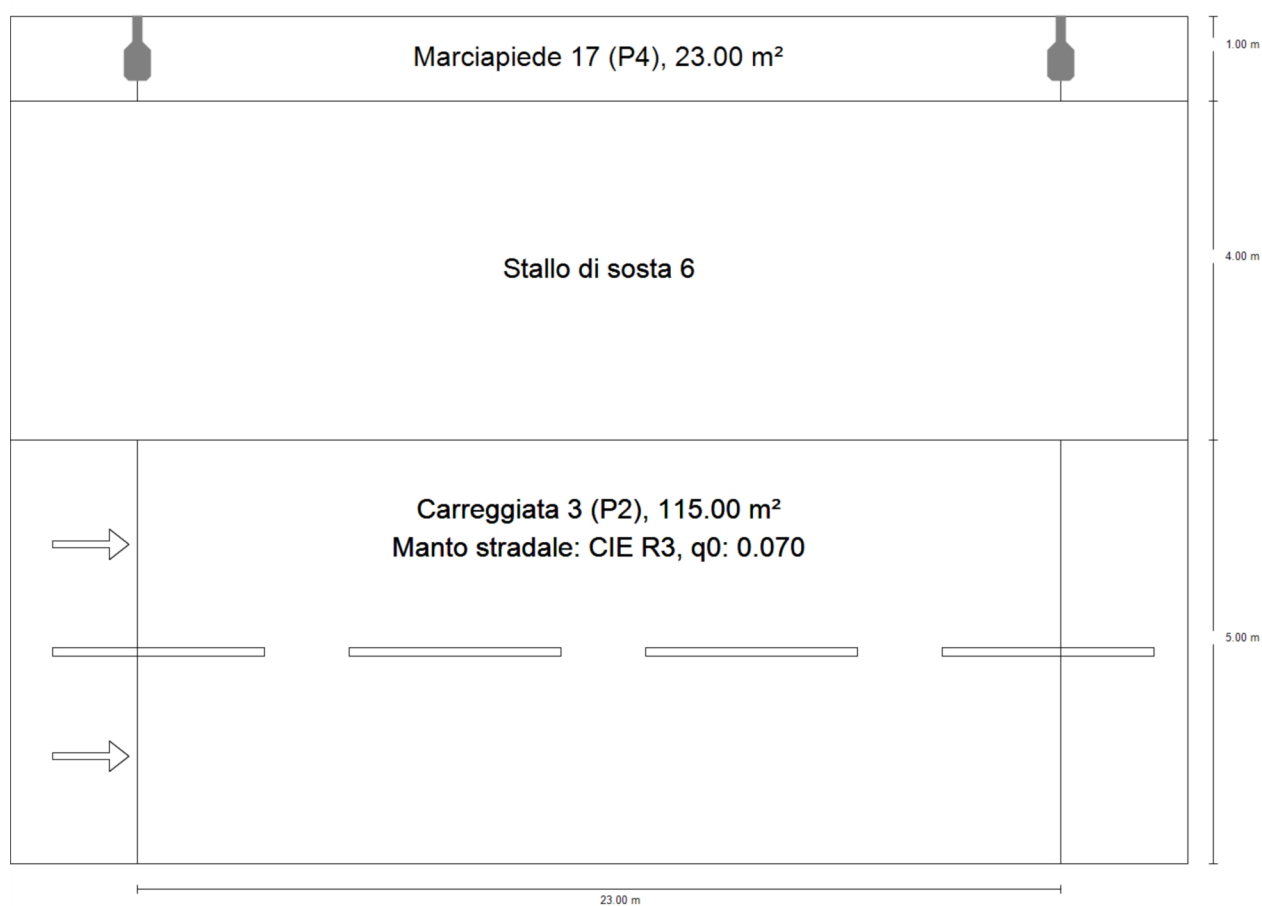 Marciapiede 17 (P4), 23.00 m²
1.00 m
Stallo di sosta 6
4.00 m
Carreggiata 3 (P2), 115.00 m²
Manto stradale: CIE R3, q0: 0.070
5.00 m
23.00 m